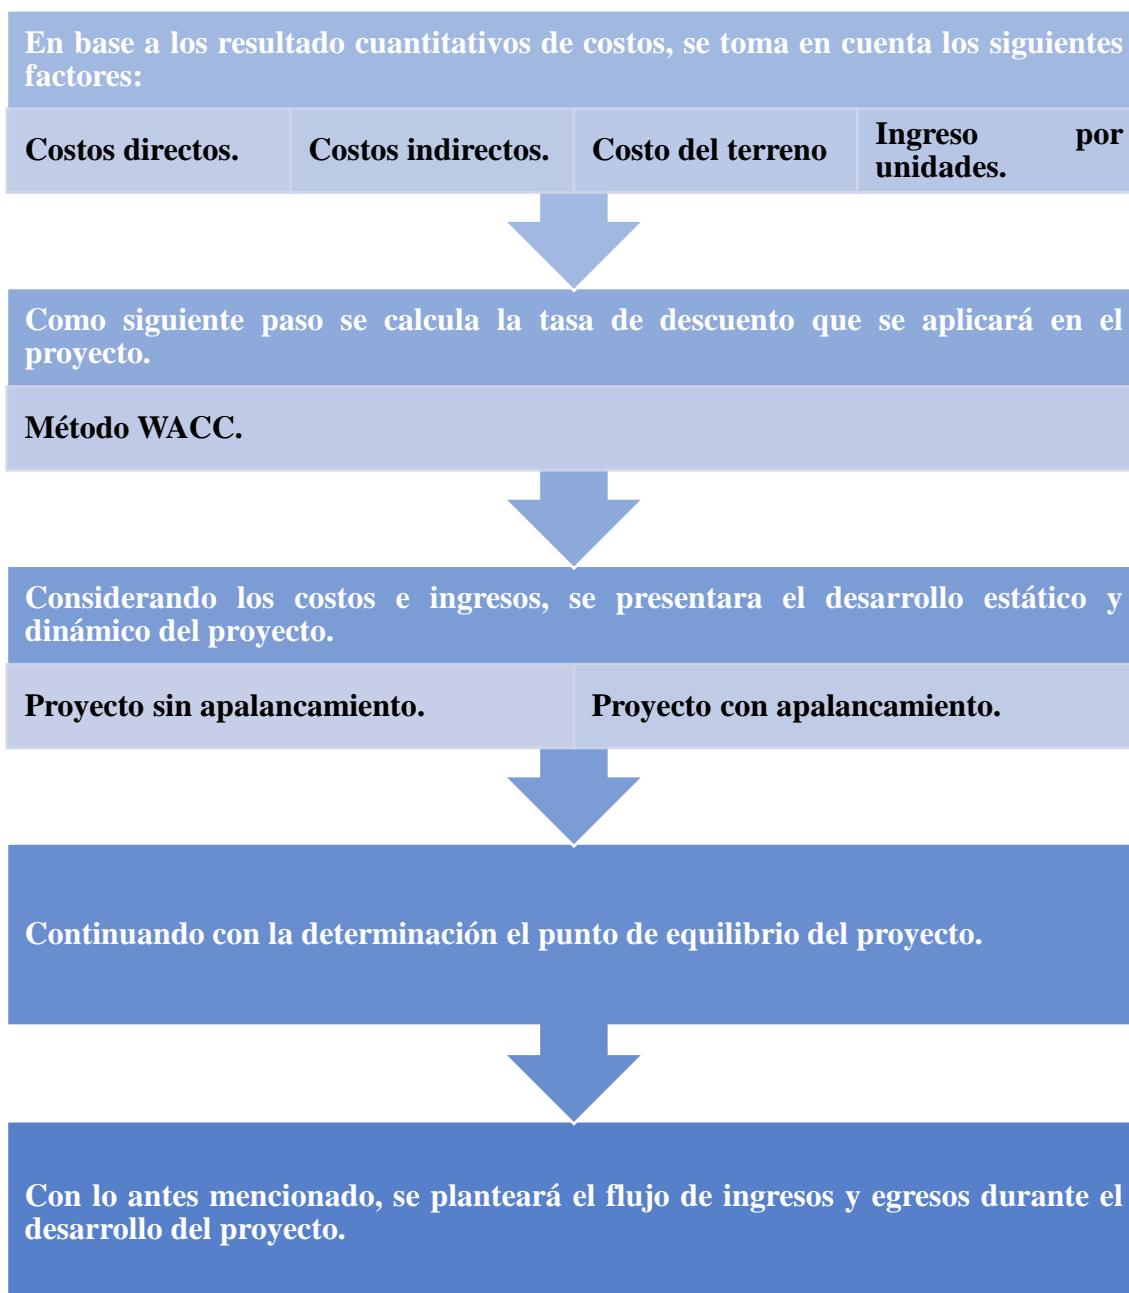 En base a los resultado cuantitativos de costos, se toma en cuenta los siguientes
factores:
Costos directos.
Costos indirectos.
Costo del terreno
Ingreso por
unidades.
Como siguiente paso se calcula la tasa de descuento que se aplicará en el
proyecto.
Método WACC.
Considerando los costos e ingresos, se presentara el desarrollo estático y
dinámico del proyecto.
Proyecto sin apalancamiento.
Proyecto con apalancamiento.
Continuando con la determinación el punto de equilibrio del proyecto.
Con lo antes mencionado, se planteará el flujo de ingresos y egresos durante el
desarrollo del proyecto.